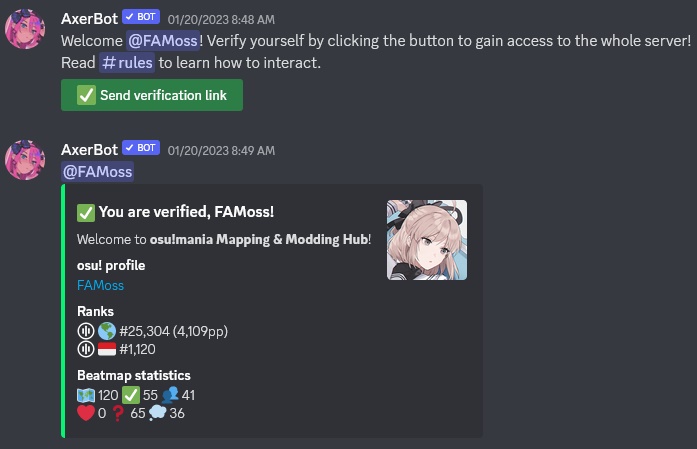 AxerBot ✓ BOT 01/20/2023 8:48 AM
Welcome @FAMoss! Verify yourself by clicking the button to gain access to the whole server!
Read #rules to learn how to interact.
Send verification link
AxerBot ✓ BOT 01/20/2023 8:49 AM
@FAMoss
You are verified, FAMoss!
Welcome to osu!mania Mapping & Modding Hub!
osu! profile
FAMoss
Ranks
#25,304 (4,109pp)
#1,120
Beatmap statistics
120 55 41
0 ❓ 65 36